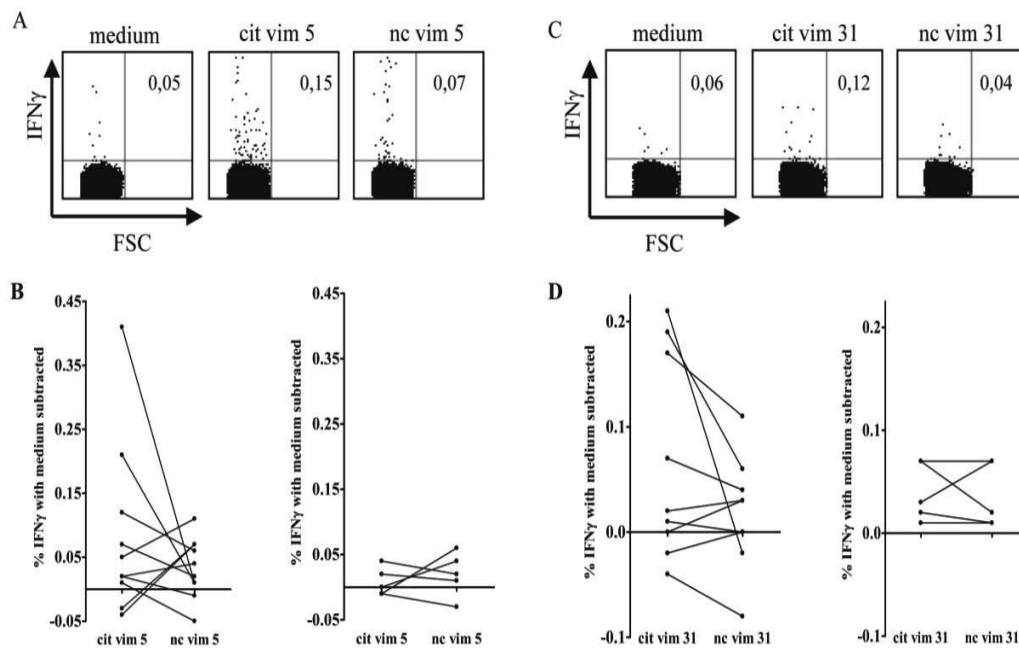 A
medium
cit vim 5
nc vim 5
IFNγ
0,05
0,15
0,07
FSC
C
medium
cit vim 31
nc vim 31
IFNγ
0,06
0,12
0,04
FSC
B
% IFNγ with medium subtracted
0.45
0.35
0.25
0.15
0.05
-0.05
cit vim 5
nc vim 5
% IFNγ with medium subtracted
0.45
0.35
0.25
0.15
0.05
-0.05
cit vim 5
nc vim 5
D
% IFNγ with medium subtracted
0.2
0.1
0.0
-0.1
cit vim 31
nc vim 31
% IFNγ with medium subtracted
0.2
0.1
0.0
-0.1
cit vim 31
nc vim 31